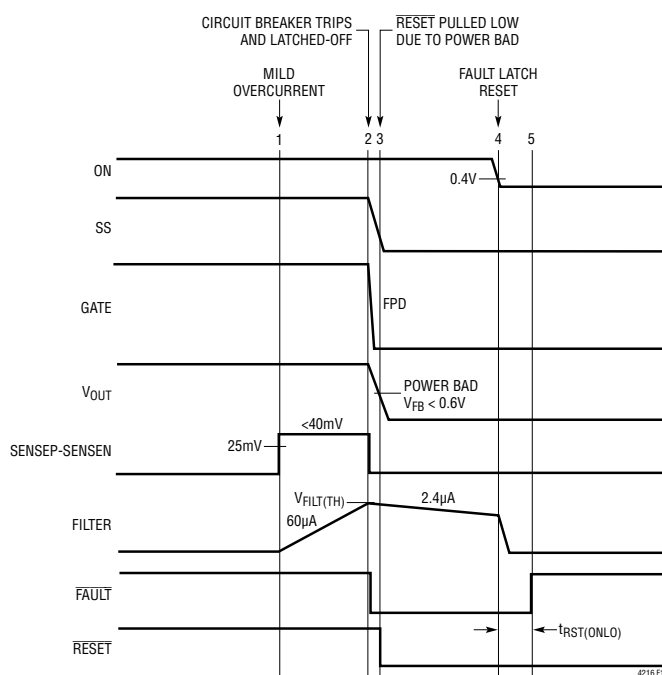 CIRCUIT BREAKER TRIPS
AND LATCHED-OFF
RESET PULLED LOW
DUE TO POWER BAD
MILD
OVERCURRENT
FAULT LATCH
RESET
1
2
3
4
5
ON
0.4V
SS
GATE
FPD
VOUT
POWER BAD
VFB < 0.6V
<40mV
25mV
SENSEP-SENSEN
VFILT(TH)
2.4µA
60µA
FILTER
FAULT
tRST(ONLO)
RESET